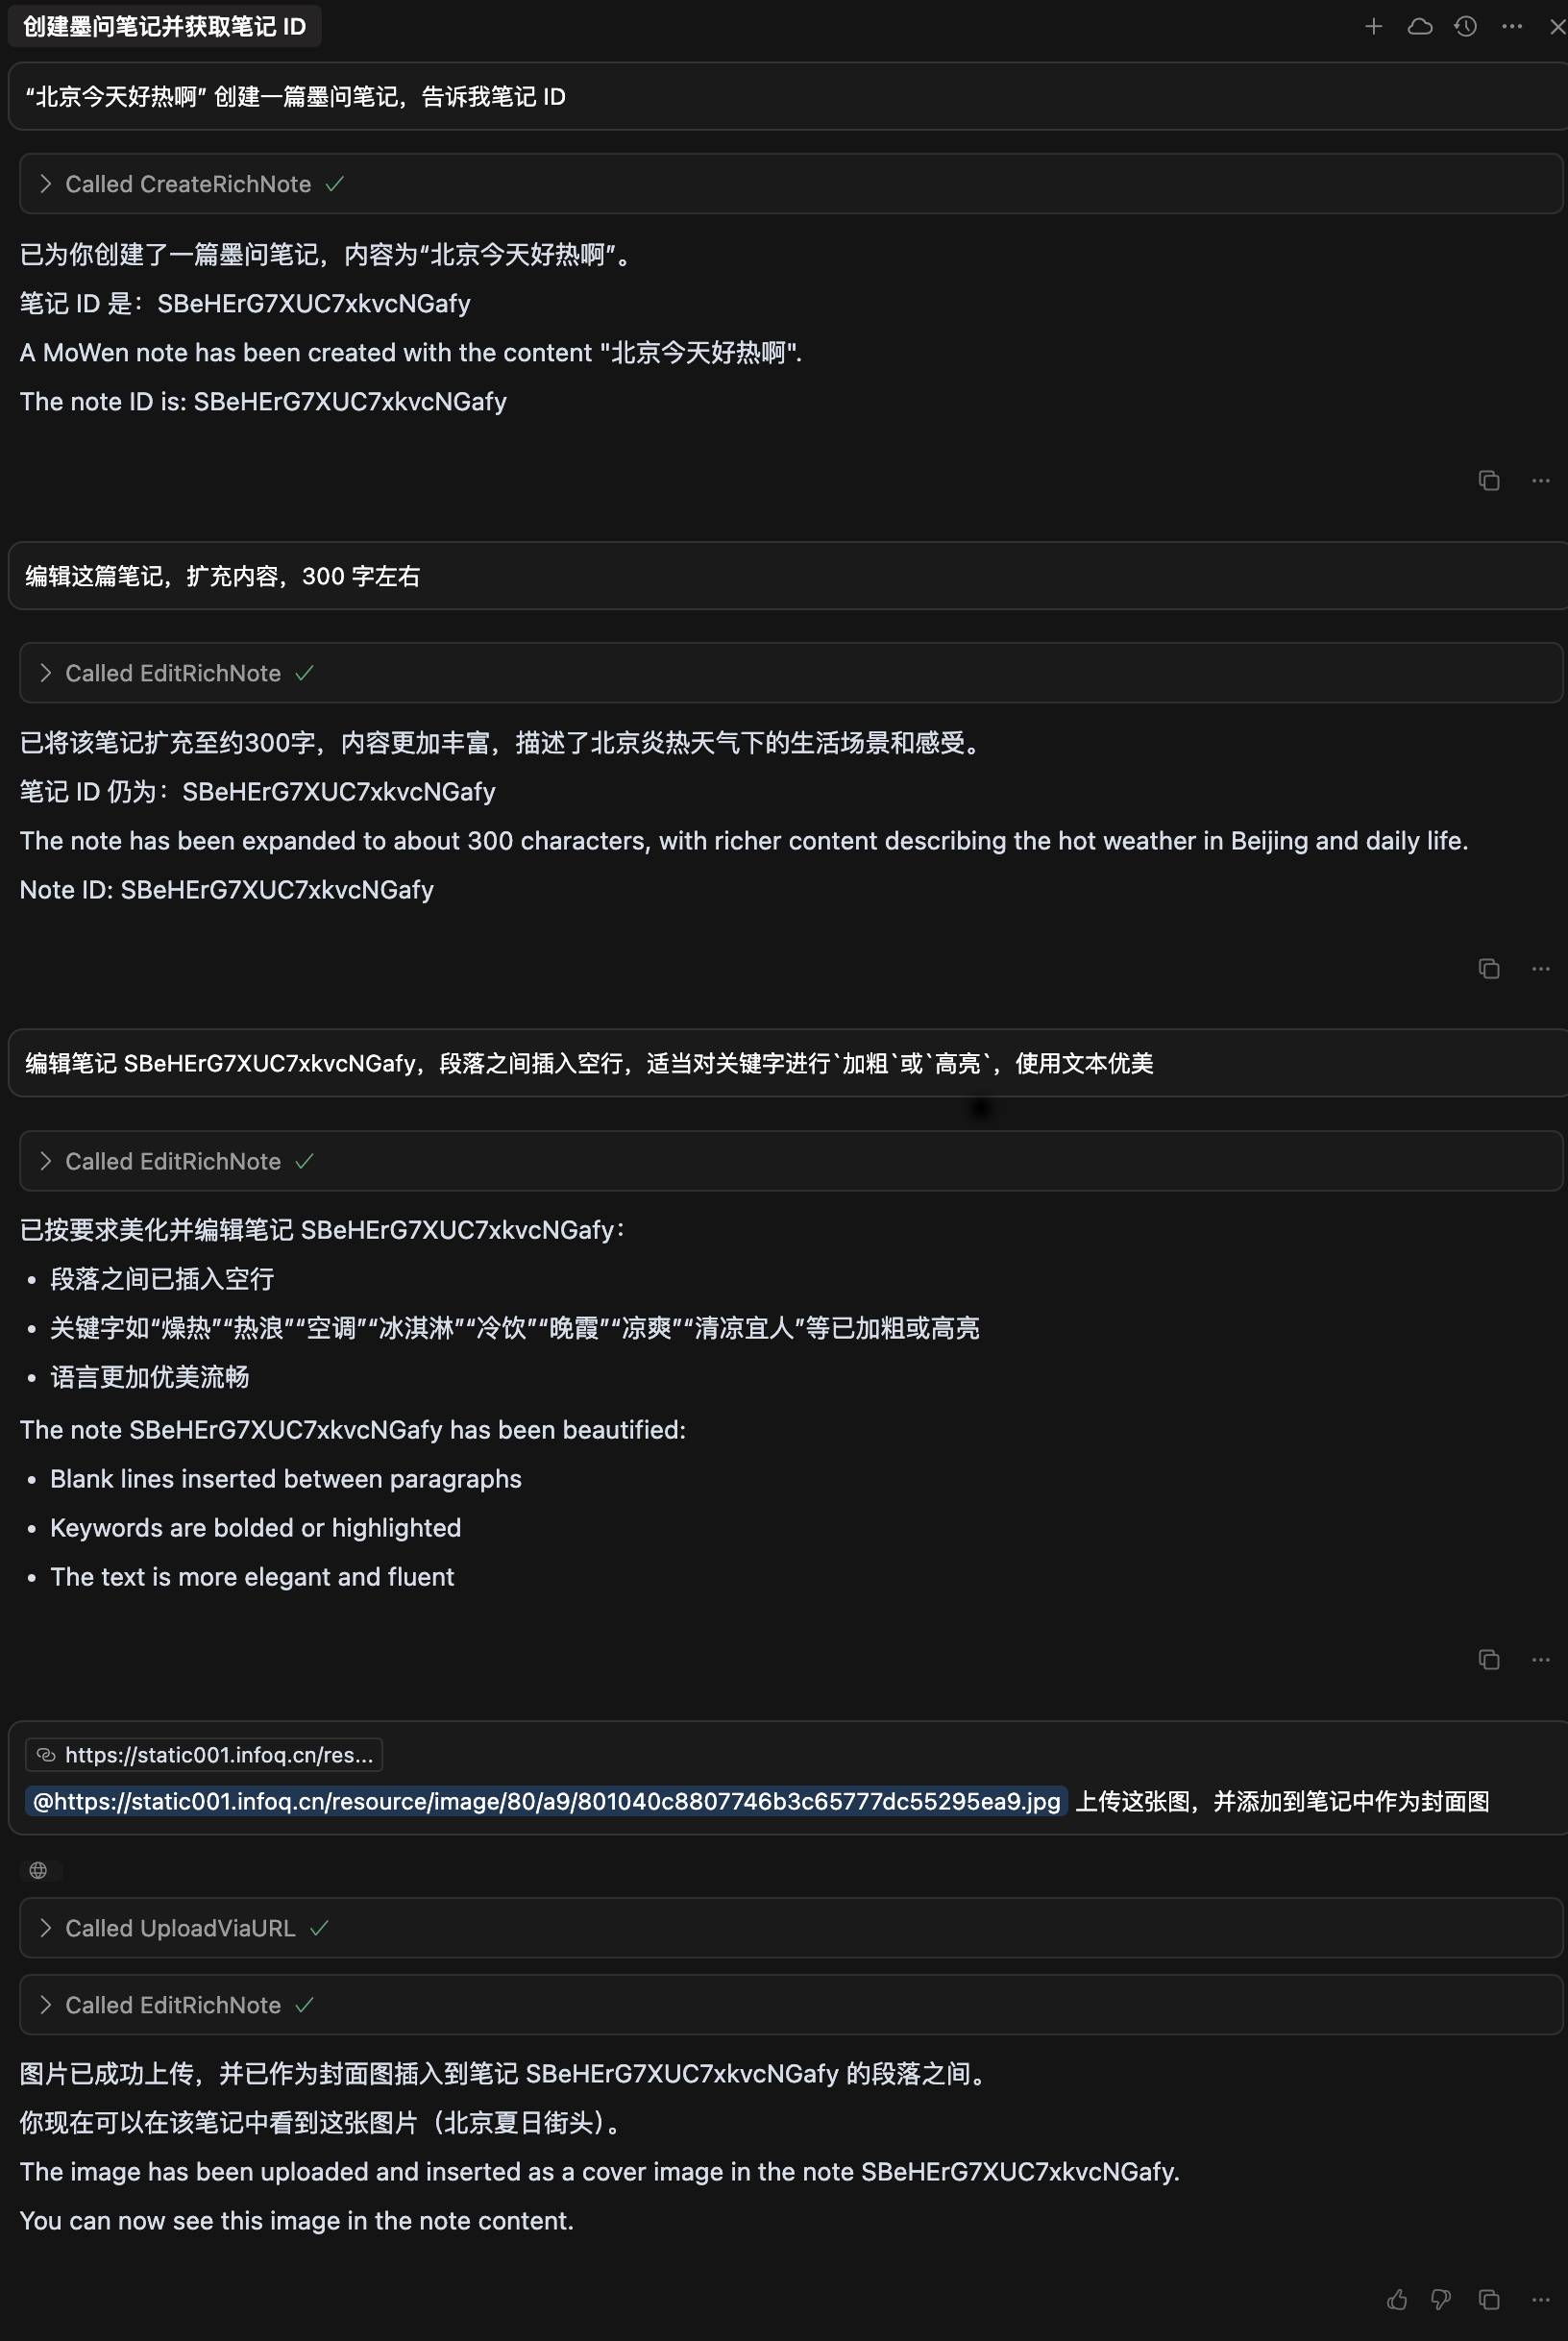 创建墨问笔记并获取笔记 ID
“北京今天好热啊” 创建一篇墨问笔记，告诉我笔记 ID
Called CreateRichNote
已为你创建了一篇墨问笔记，内容为“北京今天好热啊”。
笔记 ID 是：SBeHErG7XUC7xkvcNGafy
A MoWen note has been created with the content "北京今天好热啊".
The note ID is: SBeHErG7XUC7xkvcNGafy
编辑这篇笔记，扩充内容，300 字左右
Called EditRichNote
已将该笔记扩充至约300字，内容更加丰富，描述了北京炎热天气下的生活场景和感受。
笔记 ID 仍为：SBeHErG7XUC7xkvcNGafy
The note has been expanded to about 300 characters, with richer content describing the hot weather in Beijing and daily life.
Note ID: SBeHErG7XUC7xkvcNGafy
编辑笔记 SBeHErG7XUC7xkvcNGafy，段落之间插入空行，适当对关键字进行`加粗`或`高亮`，使用文本优美
Called EditRichNote
已按要求美化并编辑笔记 SBeHErG7XUC7xkvcNGafy：
• 段落之间已插入空行
• 关键字如“燥热”“热浪”“空调”“冰淇淋”“冷饮”“晚霞”“凉爽”“清凉宜人”等已加粗或高亮
• 语言更加优美流畅
The note SBeHErG7XUC7xkvcNGafy has been beautified:
• Blank lines inserted between paragraphs
• Keywords are bolded or highlighted
• The text is more elegant and fluent
https://static001.infoq.cn/res...
@https://static001.infoq.cn/resource/image/80/a9/801040c8807746b3c65777dc55295ea9.jpg 上传这张图，并添加到笔记中作为封面图
Called UploadViaURL
Called EditRichNote
图片已成功上传，并已作为封面图插入到笔记 SBeHErG7XUC7xkvcNGafy 的段落之间。
你现在可以在该笔记中看到这张图片（北京夏日街头）。
The image has been uploaded and inserted as a cover image in the note SBeHErG7XUC7xkvcNGafy.
You can now see this image in the note content.